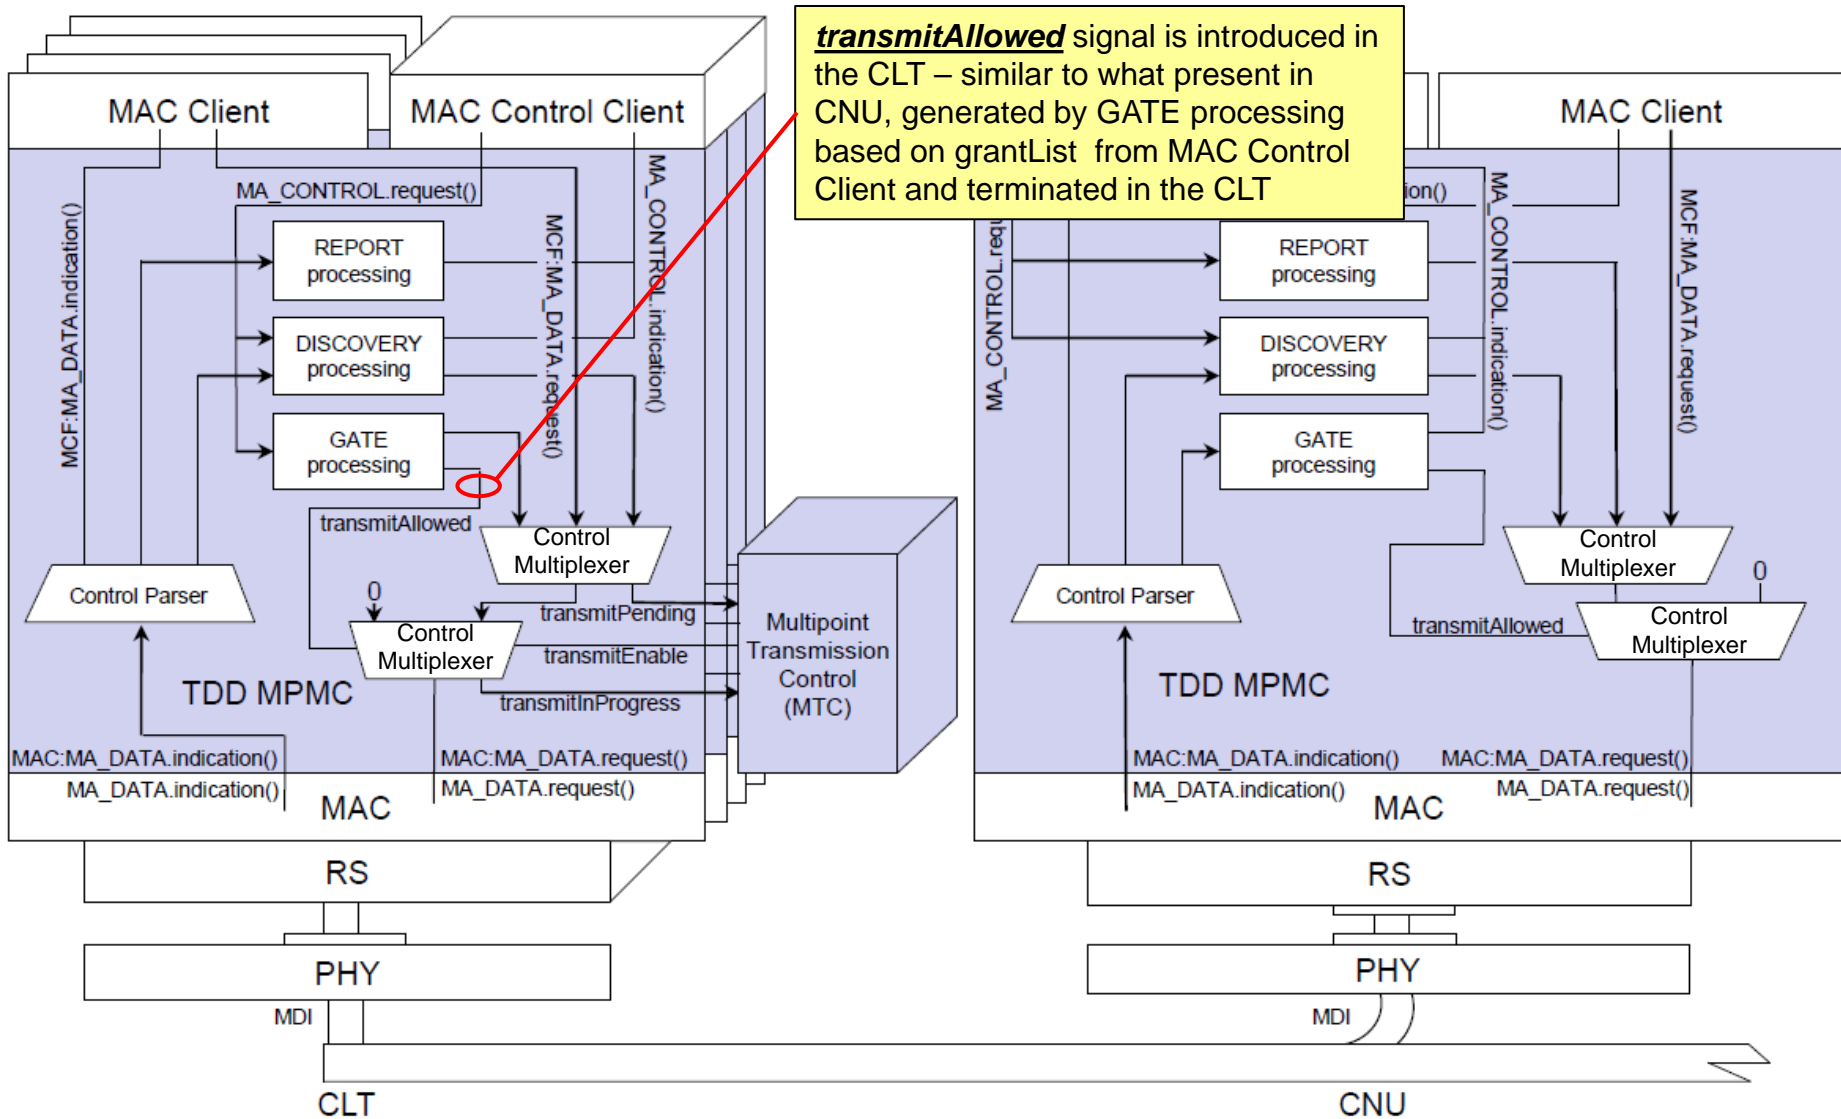 transmitAllowed signal is introduced in
the CLT – similar to what present in
CNU, generated by GATE processing
based on grantList from MAC Control
Client and terminated in the CLT
MAC Client
MAC Control Client
MA_CONTROL.request()
MCF:MA_DATA.indication()
MCF:MA_DATA.request()
MA_CONTROL.indication()
REPORT
processing
DISCOVERY
processing
GATE
processing
transmitAllowed
Control
Multiplexer
Control Parser
0
transmitPending
Control
Multiplexer
transmitEnable
transmitInProgress
Multipoint
Transmission
Control
(MTC)
TDD MPMC
MAC:MA_DATA.indication()
MAC:MA_DATA.request()
MA_DATA.indication()
MA_DATA.request()
MAC
RS
PHY
MDI
CLT
MAC Client
ion()
MA_CONTROL.requ
MA_CONTROL.indication()
MCF:MA_DATA.request()
REPORT
processing
DISCOVERY
processing
GATE
processing
Control
Multiplexer
0
Control Parser
transmitAllowed
Control
Multiplexer
TDD MPMC
MAC:MA_DATA.indication()
MAC:MA_DATA.request()
MA_DATA.indication()
MA_DATA.request()
MAC
RS
PHY
MDI
CNU